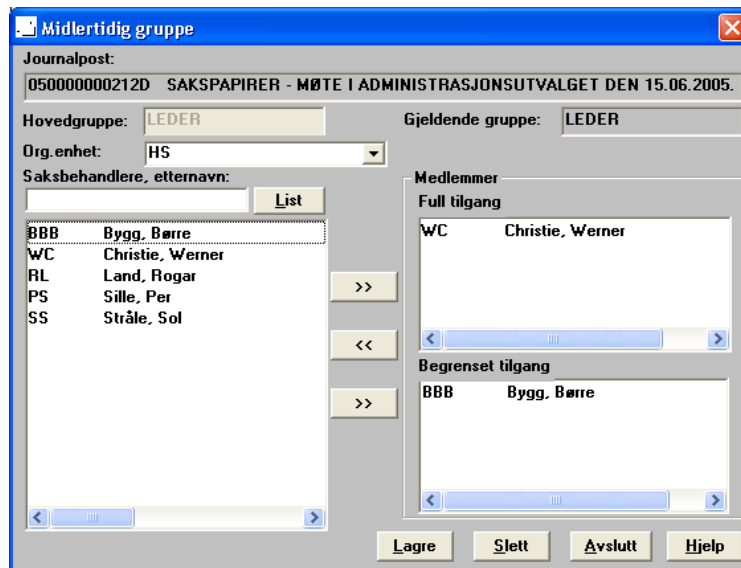 Midlertidig gruppe
Journalpost:
050000000212D SAKSPAPIRER - MØTE I ADMINISTRASJONSUTVALGET DEN 15.06.2005.
Hovedgruppe: LEDER Gjeldende gruppe: LEDER
Org.enhet: HS
Saksbehandlere, etternavn:
List
BBB Bygg, Børre
WC Christie, Werner
RL Land, Rogar
PS Sille, Per
SS Stråle, Sol
>>
<<
>>
Medlemmer
Full tilgang
WC Christie, Werner
Begrenset tilgang
BBB Bygg, Børre
Lagre Slett Avslutt Hjelp